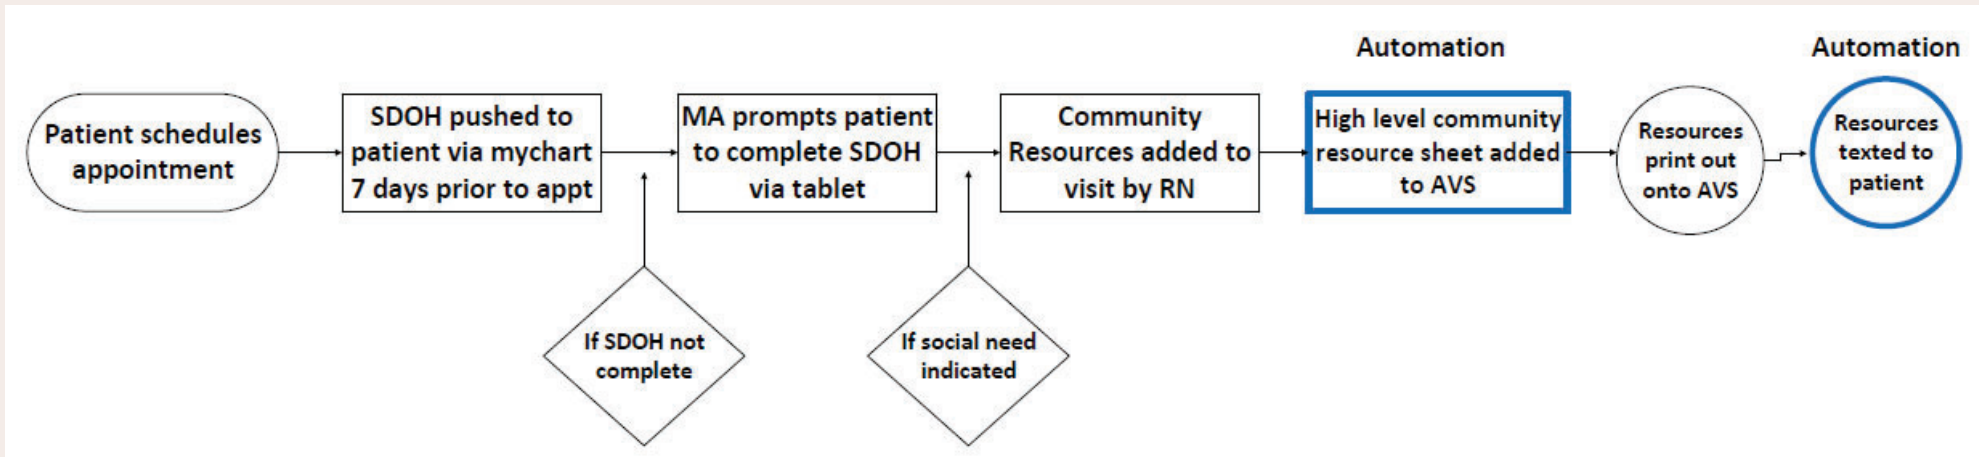 Patient schedules
appointment
SDOH pushed to
patient via mychart
7 days prior to appt
If SDOH not
complete
MA prompts patient
to complete SDOH
via tablet
If social need
indicated
Community
Resources added to
visit by RN
Automation
High level community
resource sheet added
to AVS
Resources
print out
onto AVS
Automation
Resources
texted to
patient